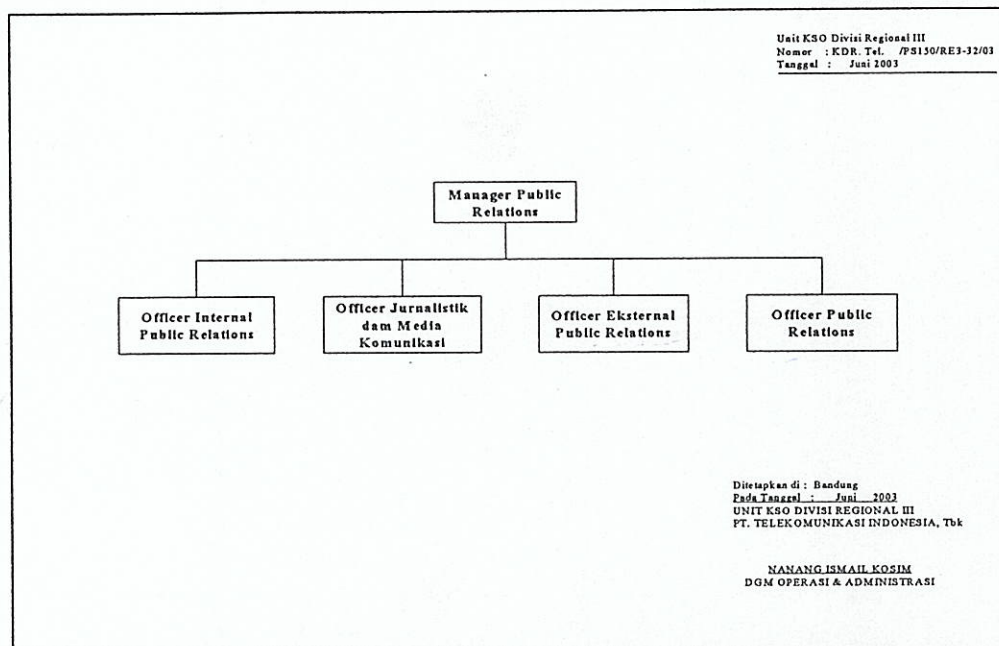 Unit KSO Divisi Regional III
Nomor : KDR. Tel. /PS150/RE3-32/03
Tanggal : Juni 2003
Manager Public
Relations
Officer Internal
Public Relations
Officer Jurnalistik
dam Media
Komunikasi
Officer Eksternal
Public Relations
Officer Public
Relations
Ditetapkan di : Bandung
Pada Tanggal : Juni 2003
UNIT KSO DIVISI REGIONAL III
PT. TELEKOMUNIKASI INDONESIA, Tbk
NANANG ISMAIL KOSIM
DGM OPERASI & ADMINISTRASI